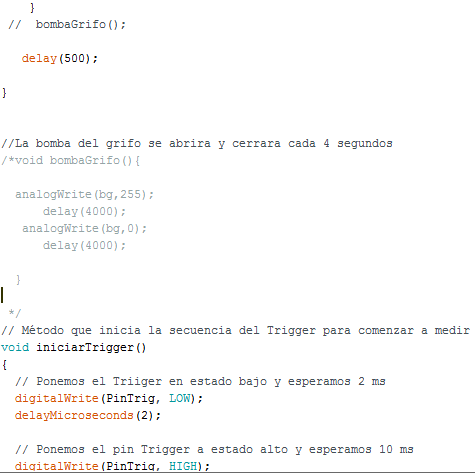 }
//  bombaGrifo();
delay(500);
}
//La bomba del grifo se abrira y cerrara cada 4 segundos
/*void bombaGrifo(){
analogWrite(bg,255);
delay(4000);
analogWrite(bg,0);
delay(4000);
}
*/
// Método que inicia la secuencia del Trigger para comenzar a medir
void iniciarTrigger()
{
// Ponemos el Triiger en estado bajo y esperamos 2 ms
digitalWrite(PinTrig, LOW);
delayMicroseconds(2);
// Ponemos el pin Trigger a estado alto y esperamos 10 ms
digitalWrite(PinTrig, HIGH);